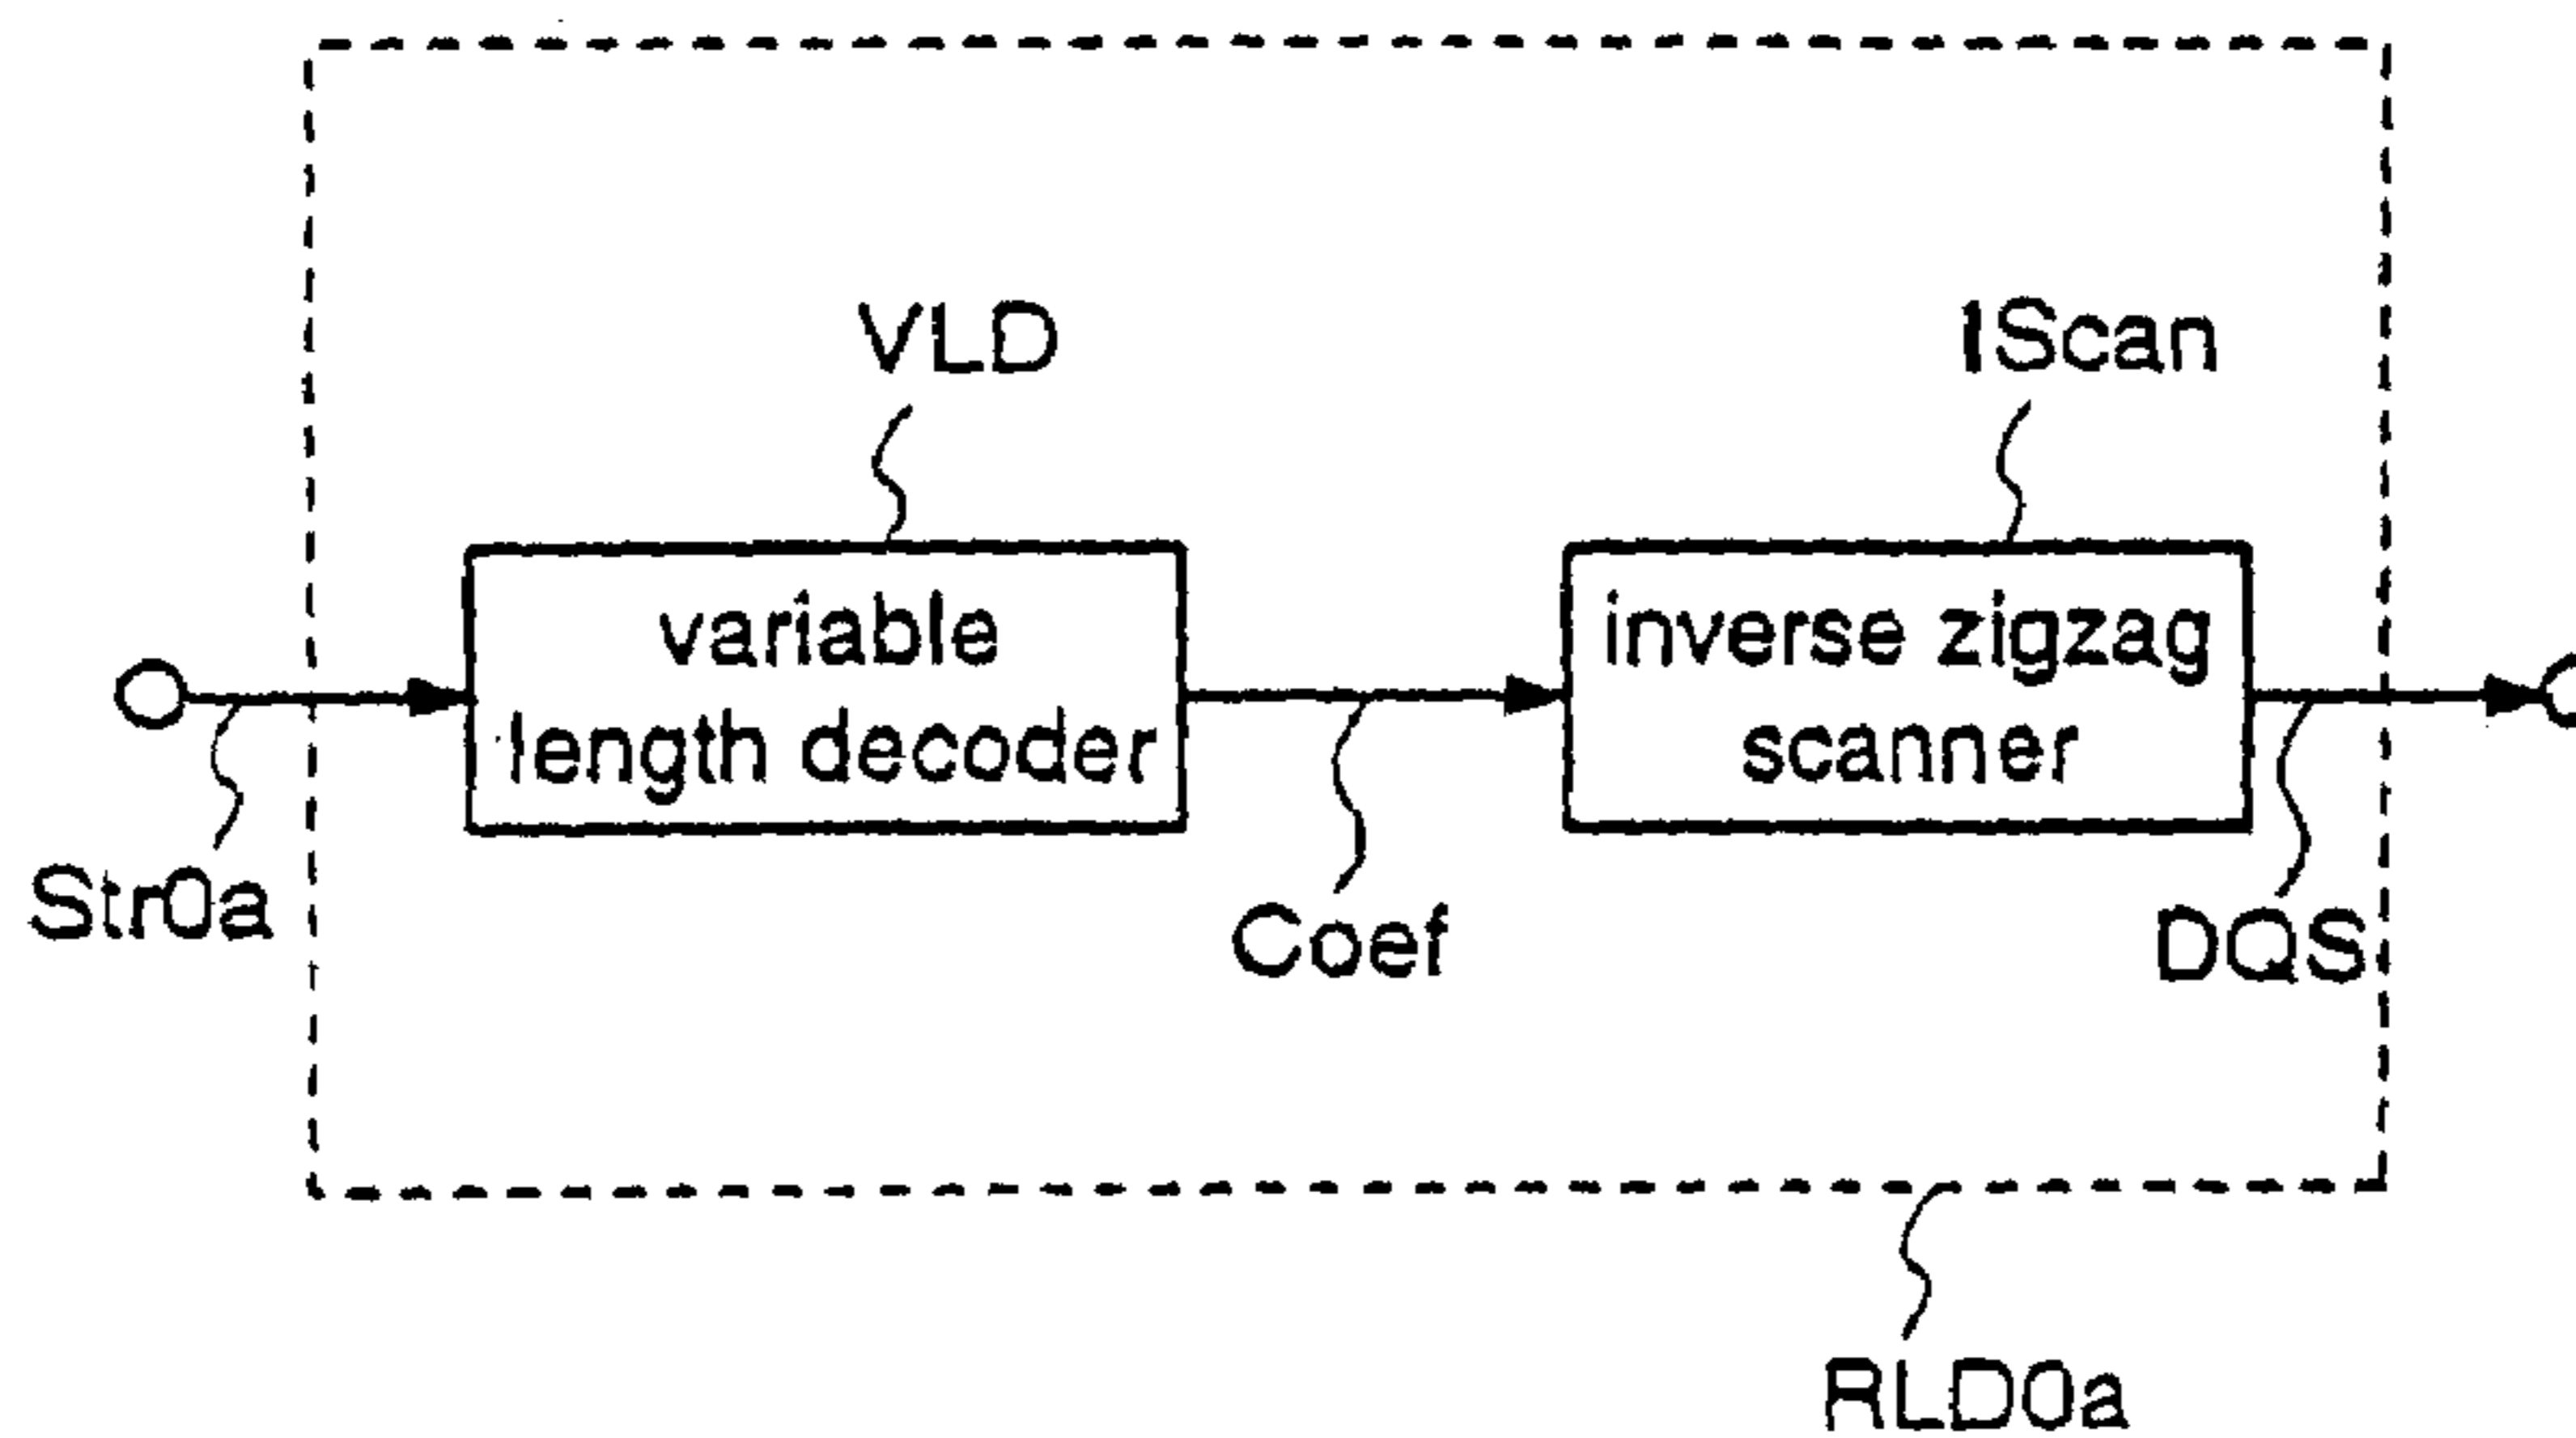 VLD
IScan
variable
length decoder
inverse zigzag
scanner
Str0a
Coef
DQS
RLD0a